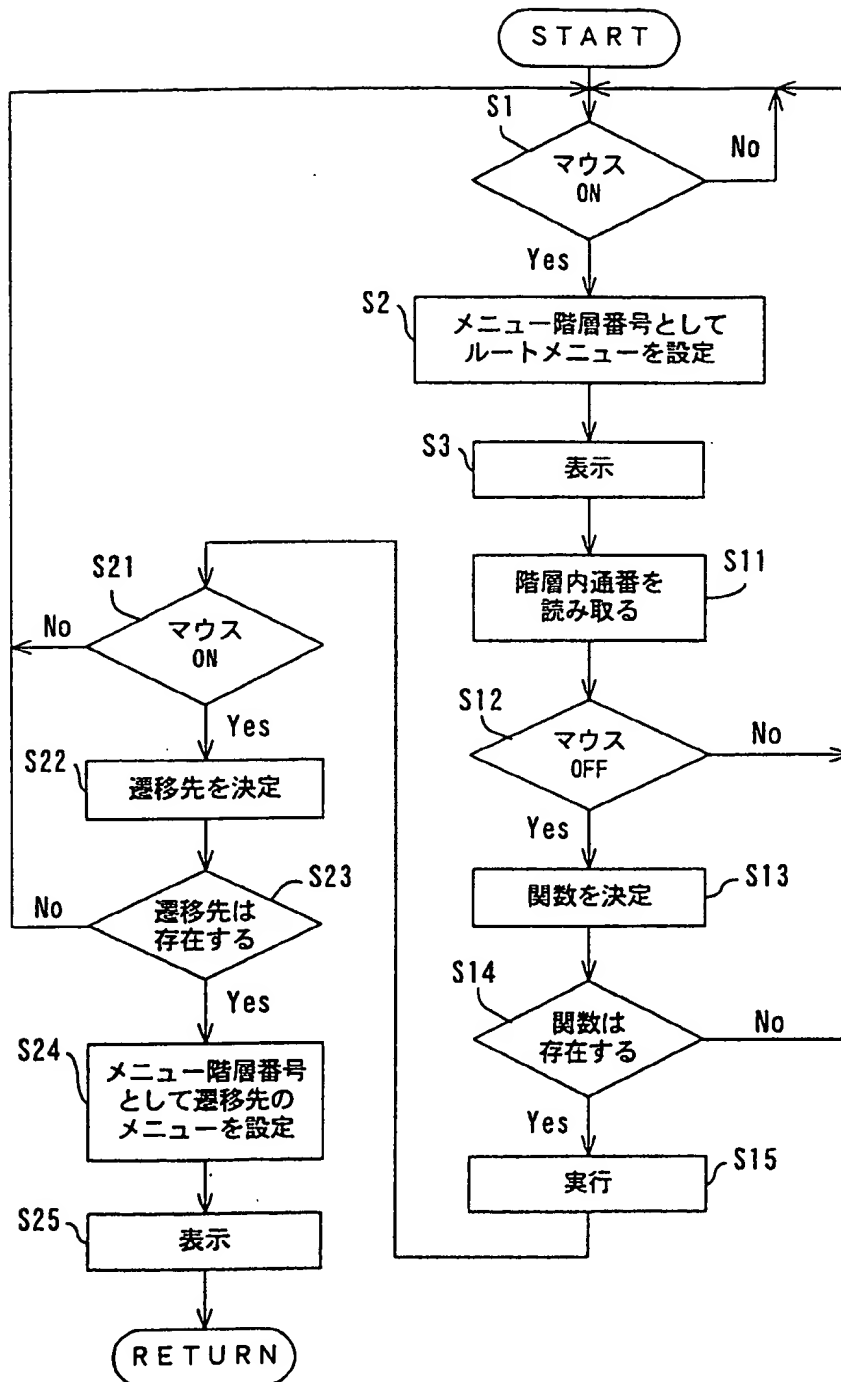 START
S1
マウス
ON
No
Yes
S2
メニュー階層番号として
ルートメニューを設定
S3
表示
S11
階層内通番を
読み取る
S12
マウス
OFF
No
Yes
S13
関数を決定
S14
関数は
存在する
No
Yes
S15
実行
S21
マウス
ON
No
Yes
S22
遷移先を決定
S23
遷移先は
存在する
No
Yes
S24
メニュー階層番号
として遷移先の
メニューを設定
S25
表示
RETURN